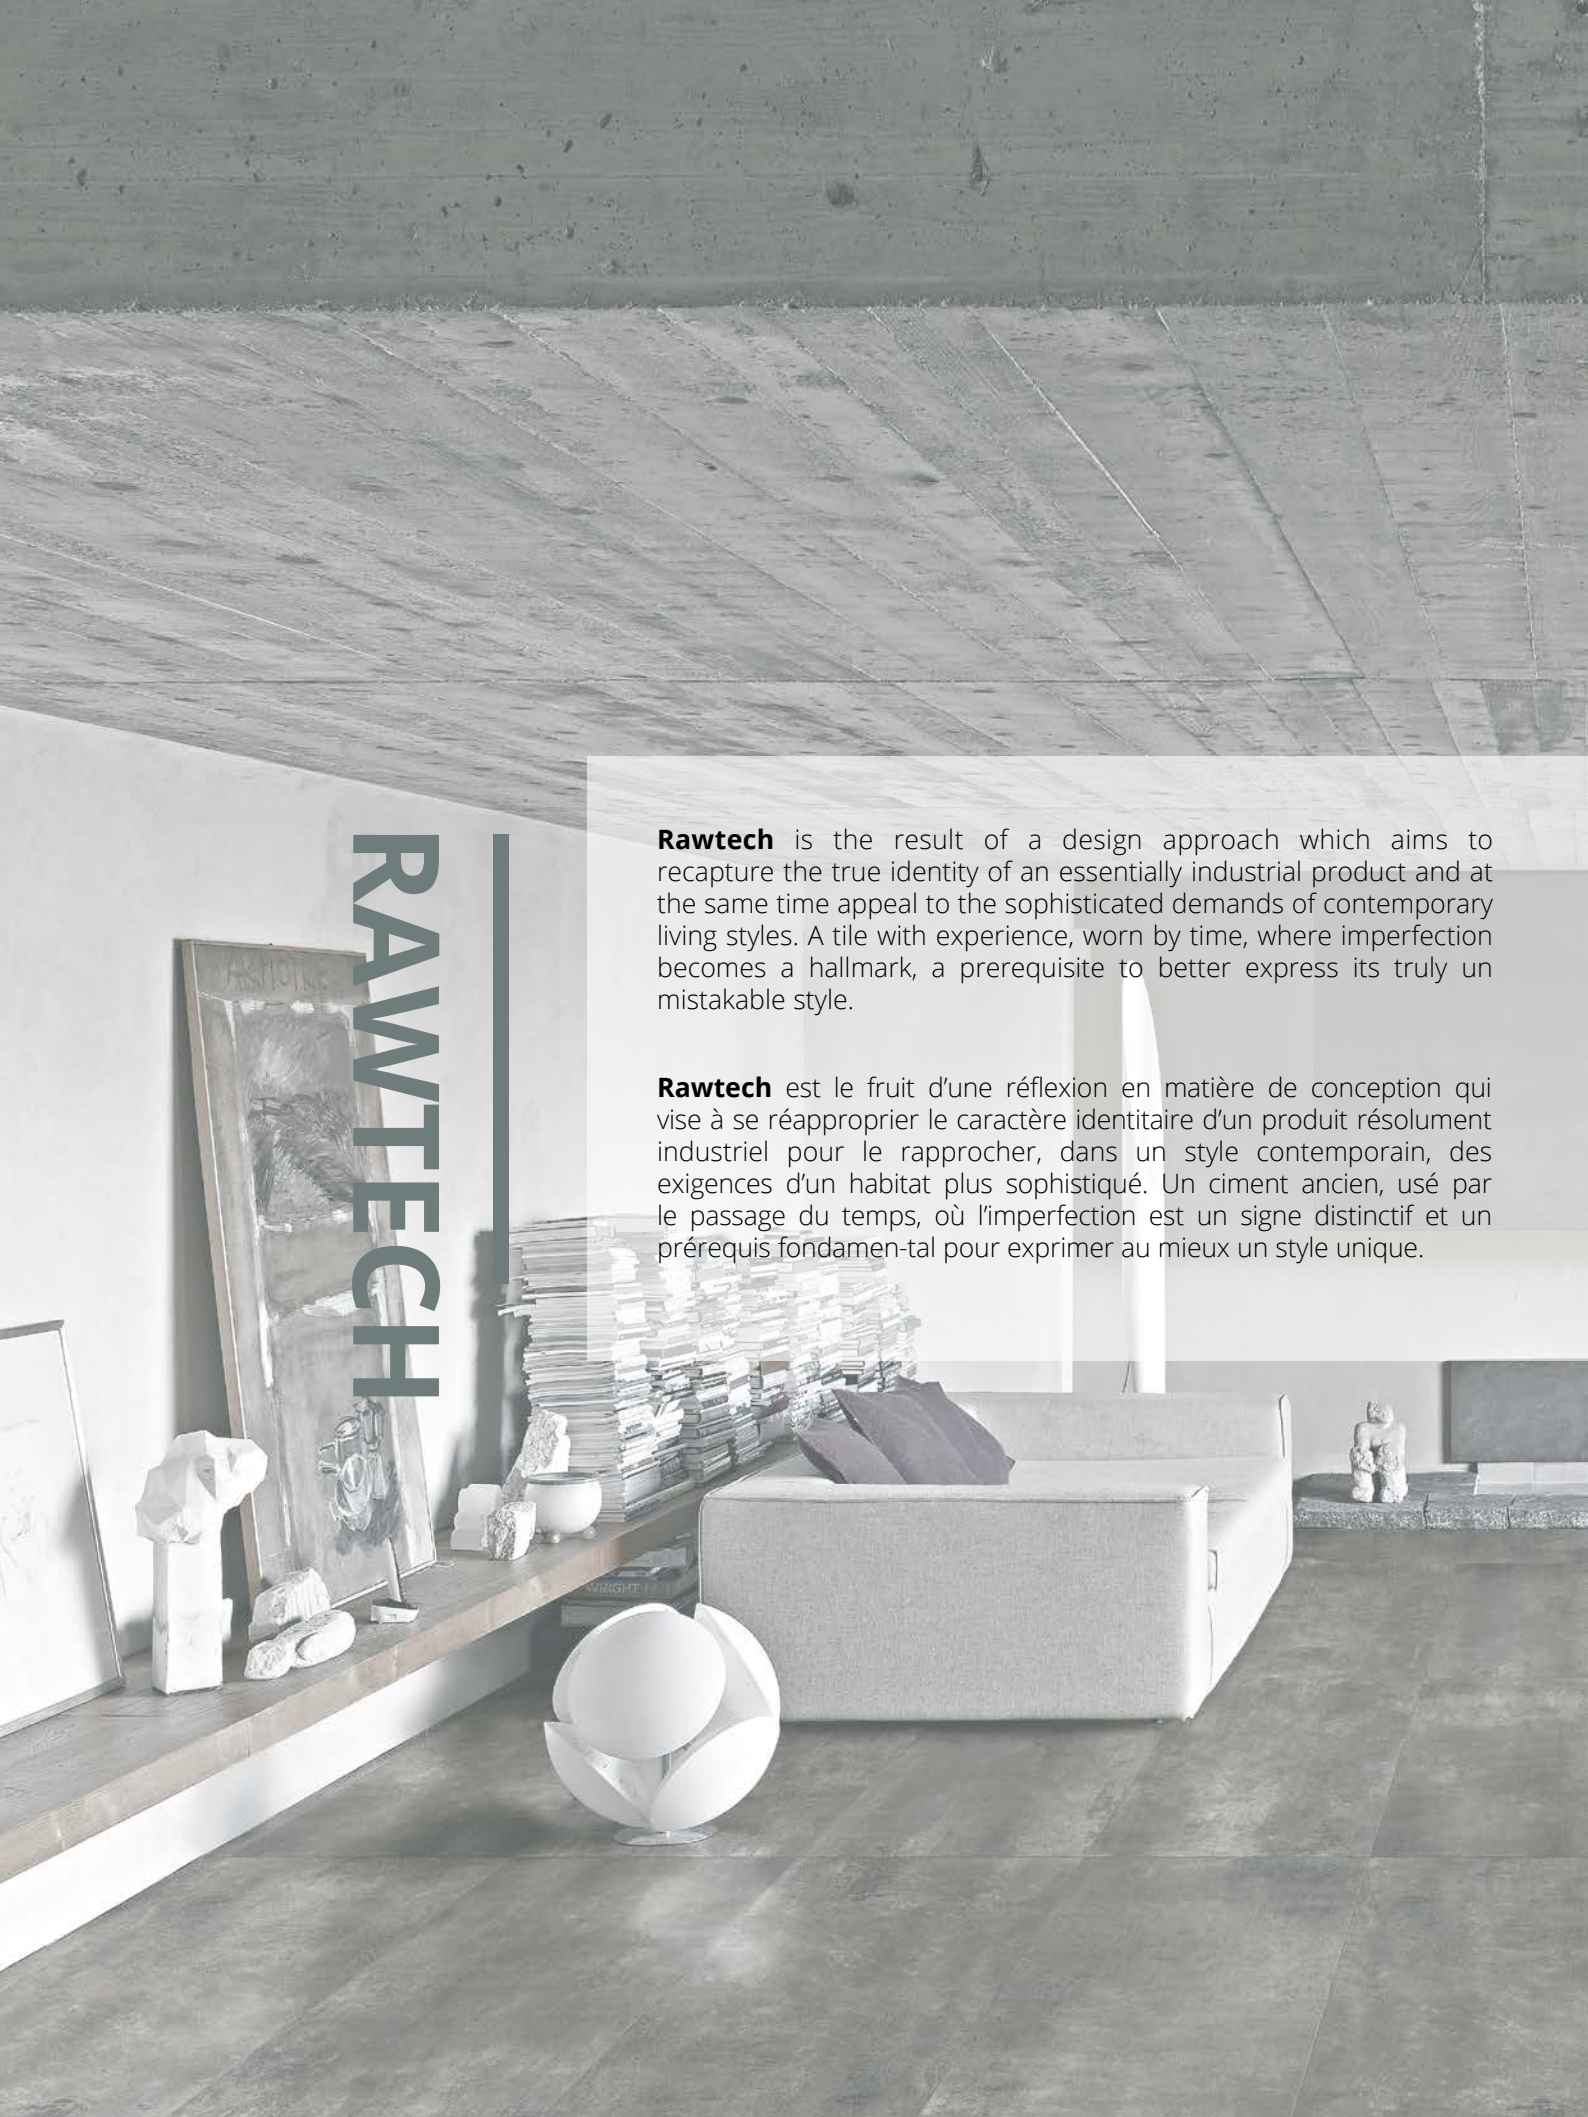 RAWTECH
Rawtech is the result of a design approach which aims to
recapture the true identity of an essentially industrial product and at
the same time appeal to the sophisticated demands of contemporary
living styles. A tile with experience, worn by time, where imperfection
becomes a hallmark, a prerequisite to better express its truly un
mistakable style.
Rawtech est le fruit d’une réflexion en matière de conception qui
vise à se réapproprier le caractère identitaire d’un produit résolument
industriel pour le rapprocher, dans un style contemporain, des
exigences d’un habitat plus sophistiqué. Un ciment ancien, usé par
le passage du temps, où l’imperfection est un signe distinctif et un
prérequis fondamen-tal pour exprimer au mieux un style unique.
WRIGHT